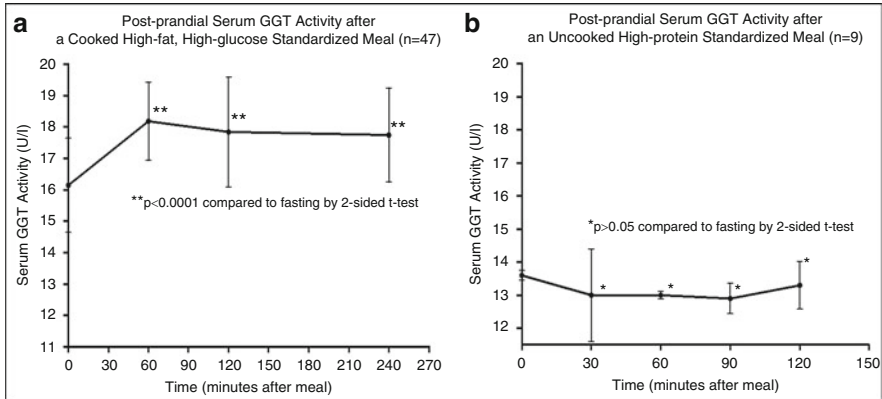 a
Post-prandial Serum GGT Activity after
a Cooked High-fat, High-glucose Standardized Meal (n=47)
Serum GGT Activity (U/l)
20
19
18
17
16
15
14
13
12
11
**
**
**
**p<0.0001 compared to fasting by 2-sided t-test
0 30 60 90 120 150 180 210 240 270
Time (minutes after meal)
b
Post-prandial Serum GGT Activity after
an Uncooked High-protein Standardized Meal (n=9)
Serum GGT Activity (U/l)
20
19
18
17
16
15
14
13
12
*p>0.05 compared to fasting by 2-sided t-test
*
*
*
*
0 30 60 90 120 150
Time (minutes after meal)